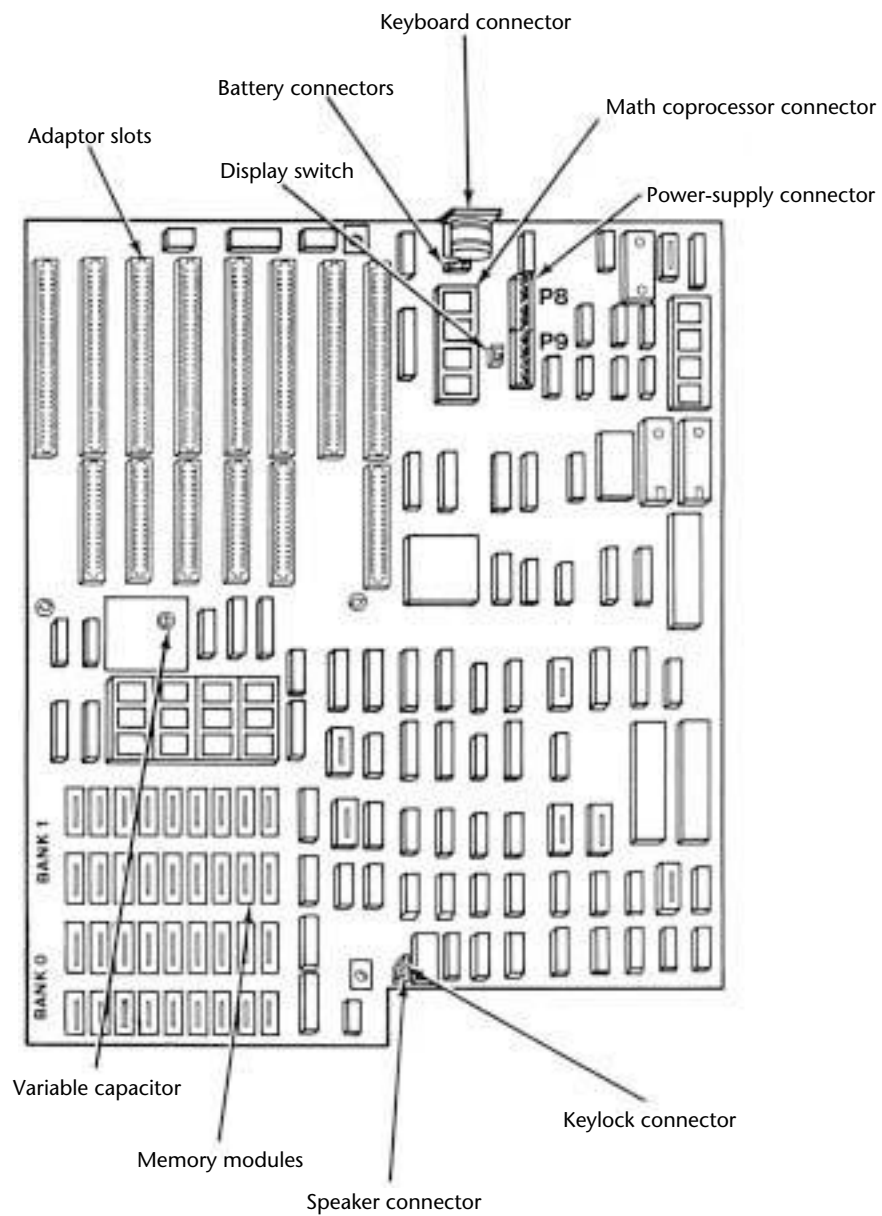 Keyboard connector
Battery connectors
Math coprocessor connector
Adaptor slots
Display switch
Power-supply connector
P8
P9
BANK 1
BANK 0
Variable capacitor
Keylock connector
Memory modules
Speaker connector